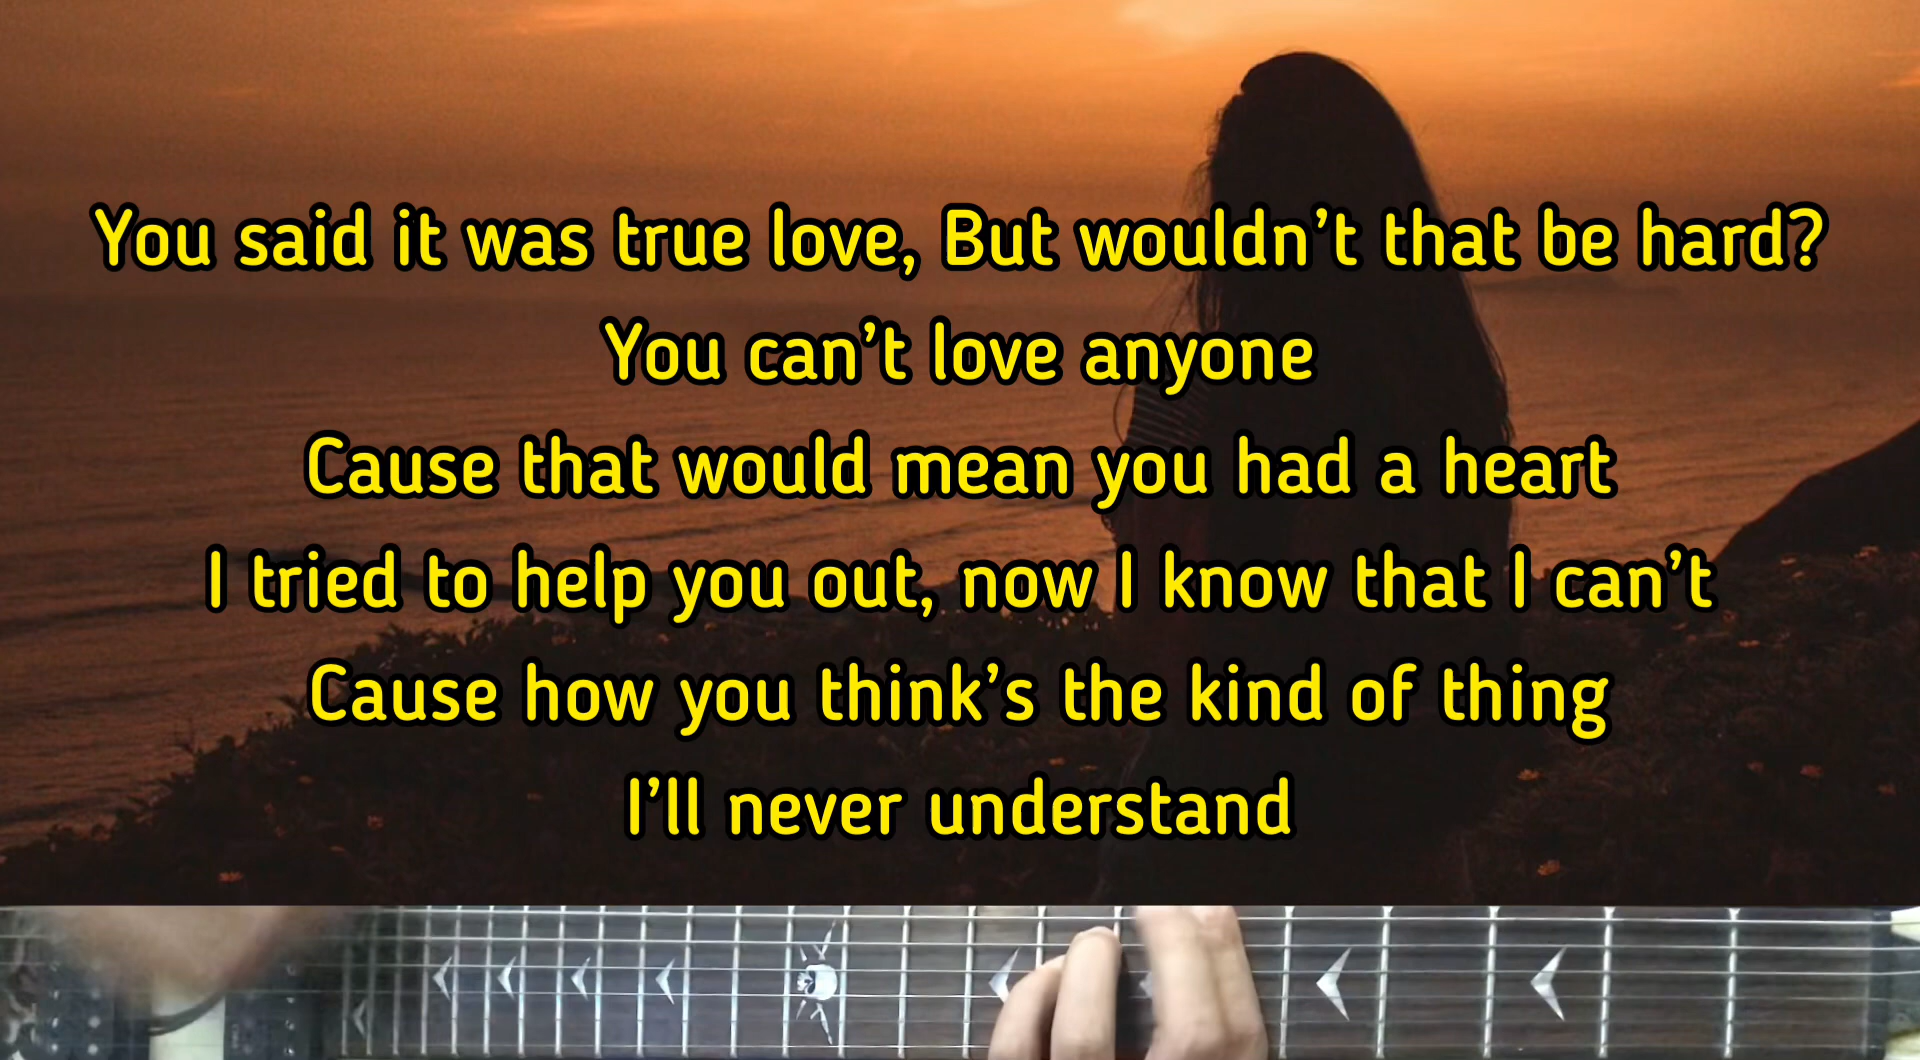 You said it was true love, But wouldn’t that be hard?
You can’t love anyone
Cause that would mean you had a heart
I tried to help you out, now I know that I can’t
Cause how you think’s the kind of thing
I’ll never understand